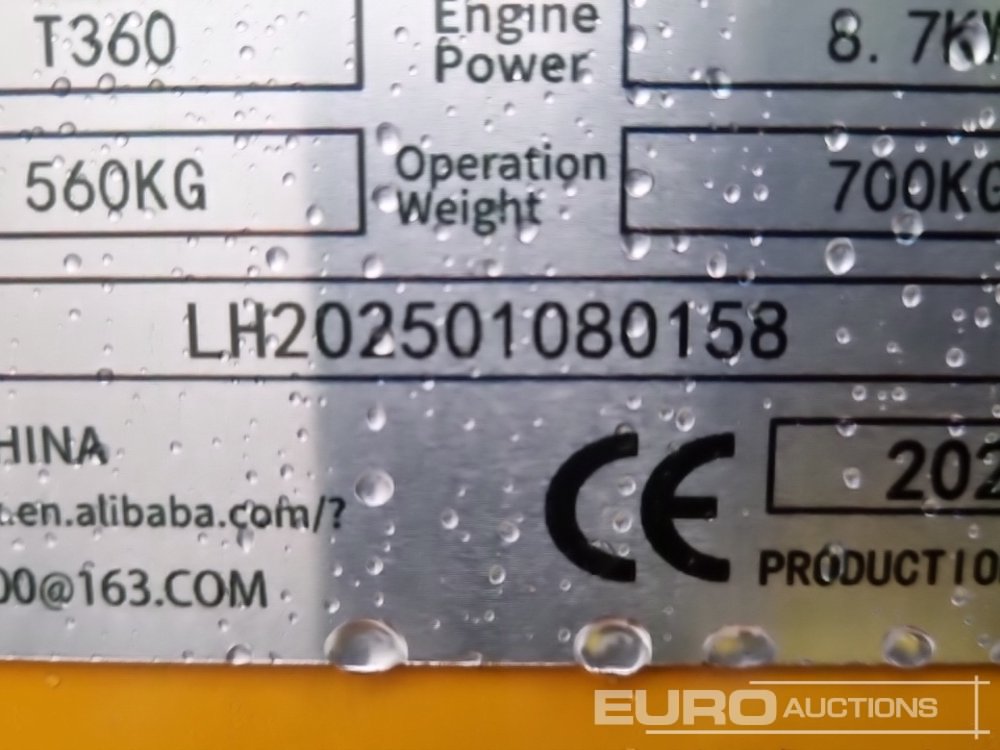 T360
Engine
Power
8.7KW
560KG
Operation
Weight
700KG
LH202501080158
HINA
.en.alibaba.com/?
00@163.COM
CE
202
PRODUCTIO
EURO AUCTIONS